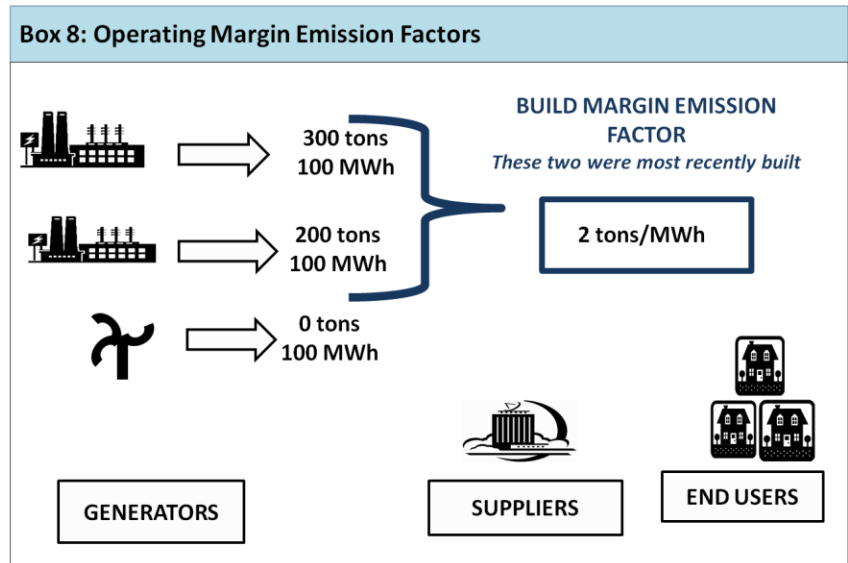 Box 8: Operating Margin Emission Factors
300 tons
100 MWh
200 tons
100 MWh
0 tons
100 MWh
BUILD MARGIN EMISSION
FACTOR
These two were most recently built
2 tons/MWh
GENERATORS
SUPPLIERS
END USERS